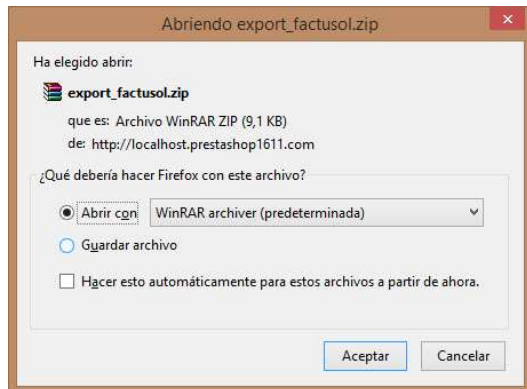 Abriendo export_factusol.zip
Ha elegido abrir:
export_factusol.zip
que es: Archivo WinRAR ZIP (9,1 KB)
de: http://localhost.prestashop1611.com
¿Qué debería hacer Firefox con este archivo?
Abrir con WinRAR archiver (predeterminada)
Guardar archivo
Hacer esto automáticamente para estos archivos a partir de ahora.
Aceptar Cancelar